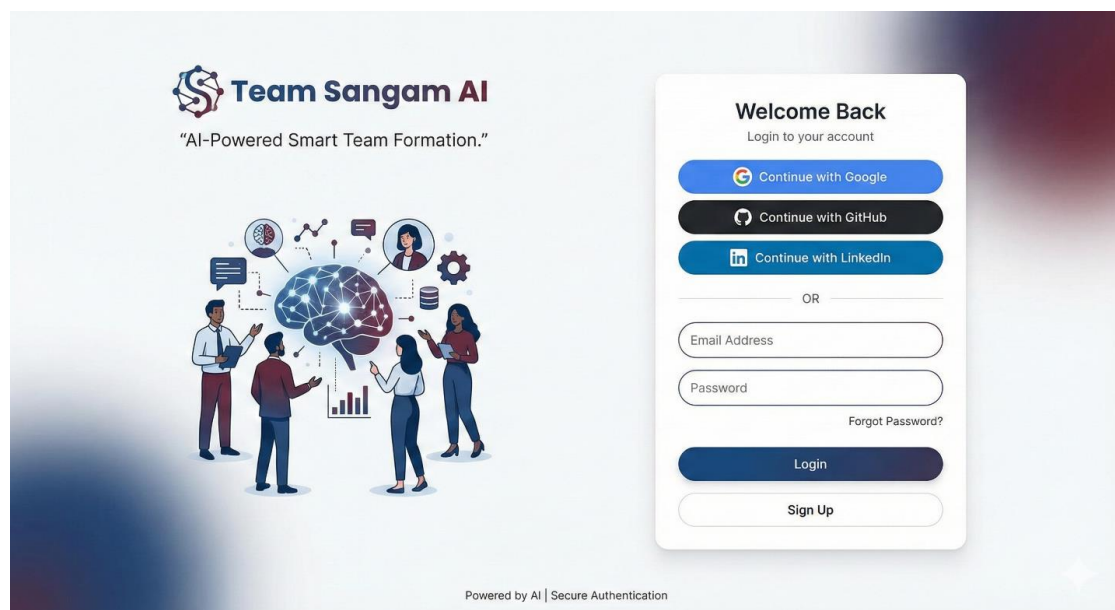 Team Sangam AI
“AI-Powered Smart Team Formation.”
Welcome Back
Login to your account
Continue with Google
Continue with GitHub
in Continue with LinkedIn
OR
Email Address
Password
Forgot Password?
Login
Sign Up
Powered by AI | Secure Authentication